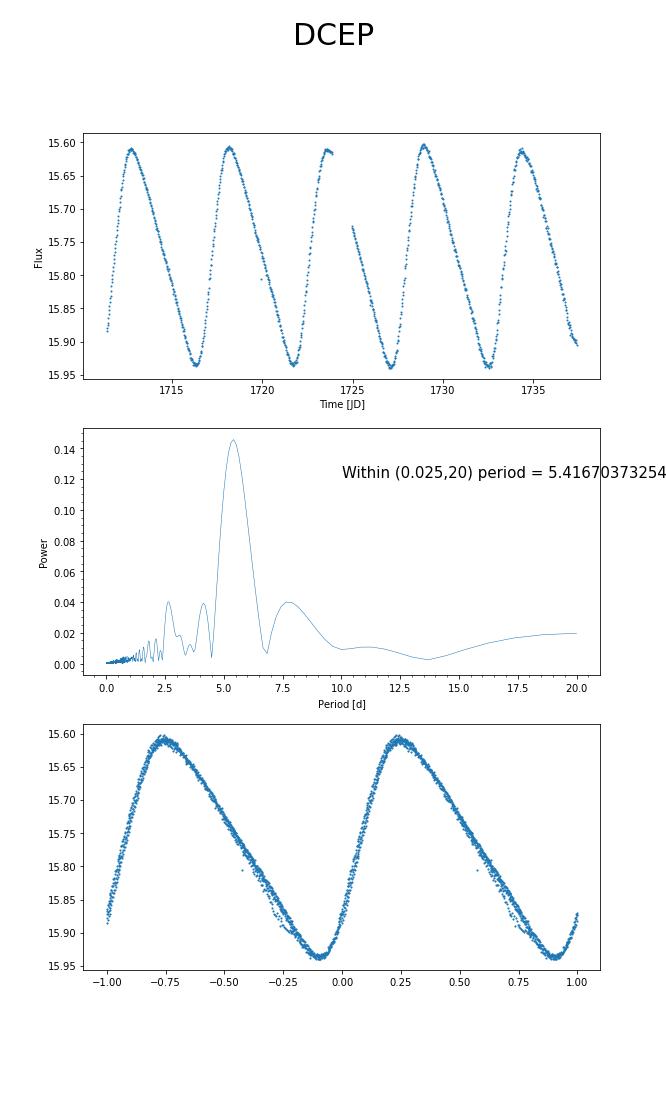 DCEP
15.60
15.65
15.70
15.75
15.80
15.85
15.90
15.95
Flux
1715 1720 1725 1730 1735
Time [JD]
0.14
0.12
0.10
0.08
0.06
0.04
0.02
0.00
Power
Within (0.025,20) period = 5.41670373254
0.0 2.5 5.0 7.5 10.0 12.5 15.0 17.5 20.0
Period [d]
15.60
15.65
15.70
15.75
15.80
15.85
15.90
15.95
−1.00 −0.75 −0.50 −0.25 0.00 0.25 0.50 0.75 1.00